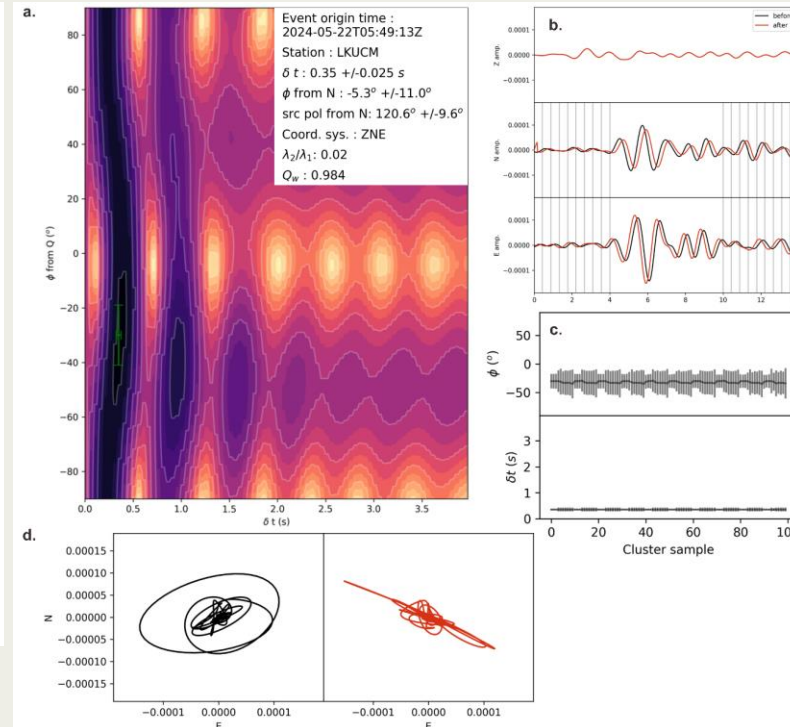 a.
Event origin time :
2024-05-22T05:49:13Z
Station : LKUCM
δ t : 0.35 +/-0.025 s
ϕ from N : -5.3° +/-11.0°
src pol from N: 120.6° +/-9.6°
Coord. sys. : ZNE
λ2/λ1: 0.02
Qw : 0.984
80
60
40
20
0
−20
−40
−60
−80
ϕ from Q (°)
0.0 0.5 1.0 1.5 2.0 2.5 3.0 3.5
δ t (s)
b.
before
after
Z amp.
0.0001
0.0000
−0.0001
N amp.
0.0001
0.0000
−0.0001
E amp.
0.0001
0.0000
−0.0001
0 2 4 6 8 10 12
c.
ϕ (°)
50
0
−50
δt (s)
3
2
1
0
0 20 40 60 80 100
Cluster sample
d.
N
0.00015
0.00010
0.00005
0.00000
−0.00005
−0.00010
−0.00015
−0.0001 0.0000 0.0001 −0.0001 0.0000 0.0001
E E